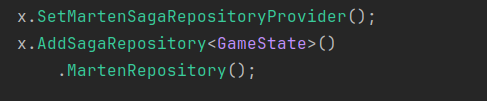 x.SetMartenSagaRepositoryProvider();
x.AddSagaRepository<GameState>()
.MartenRepository();